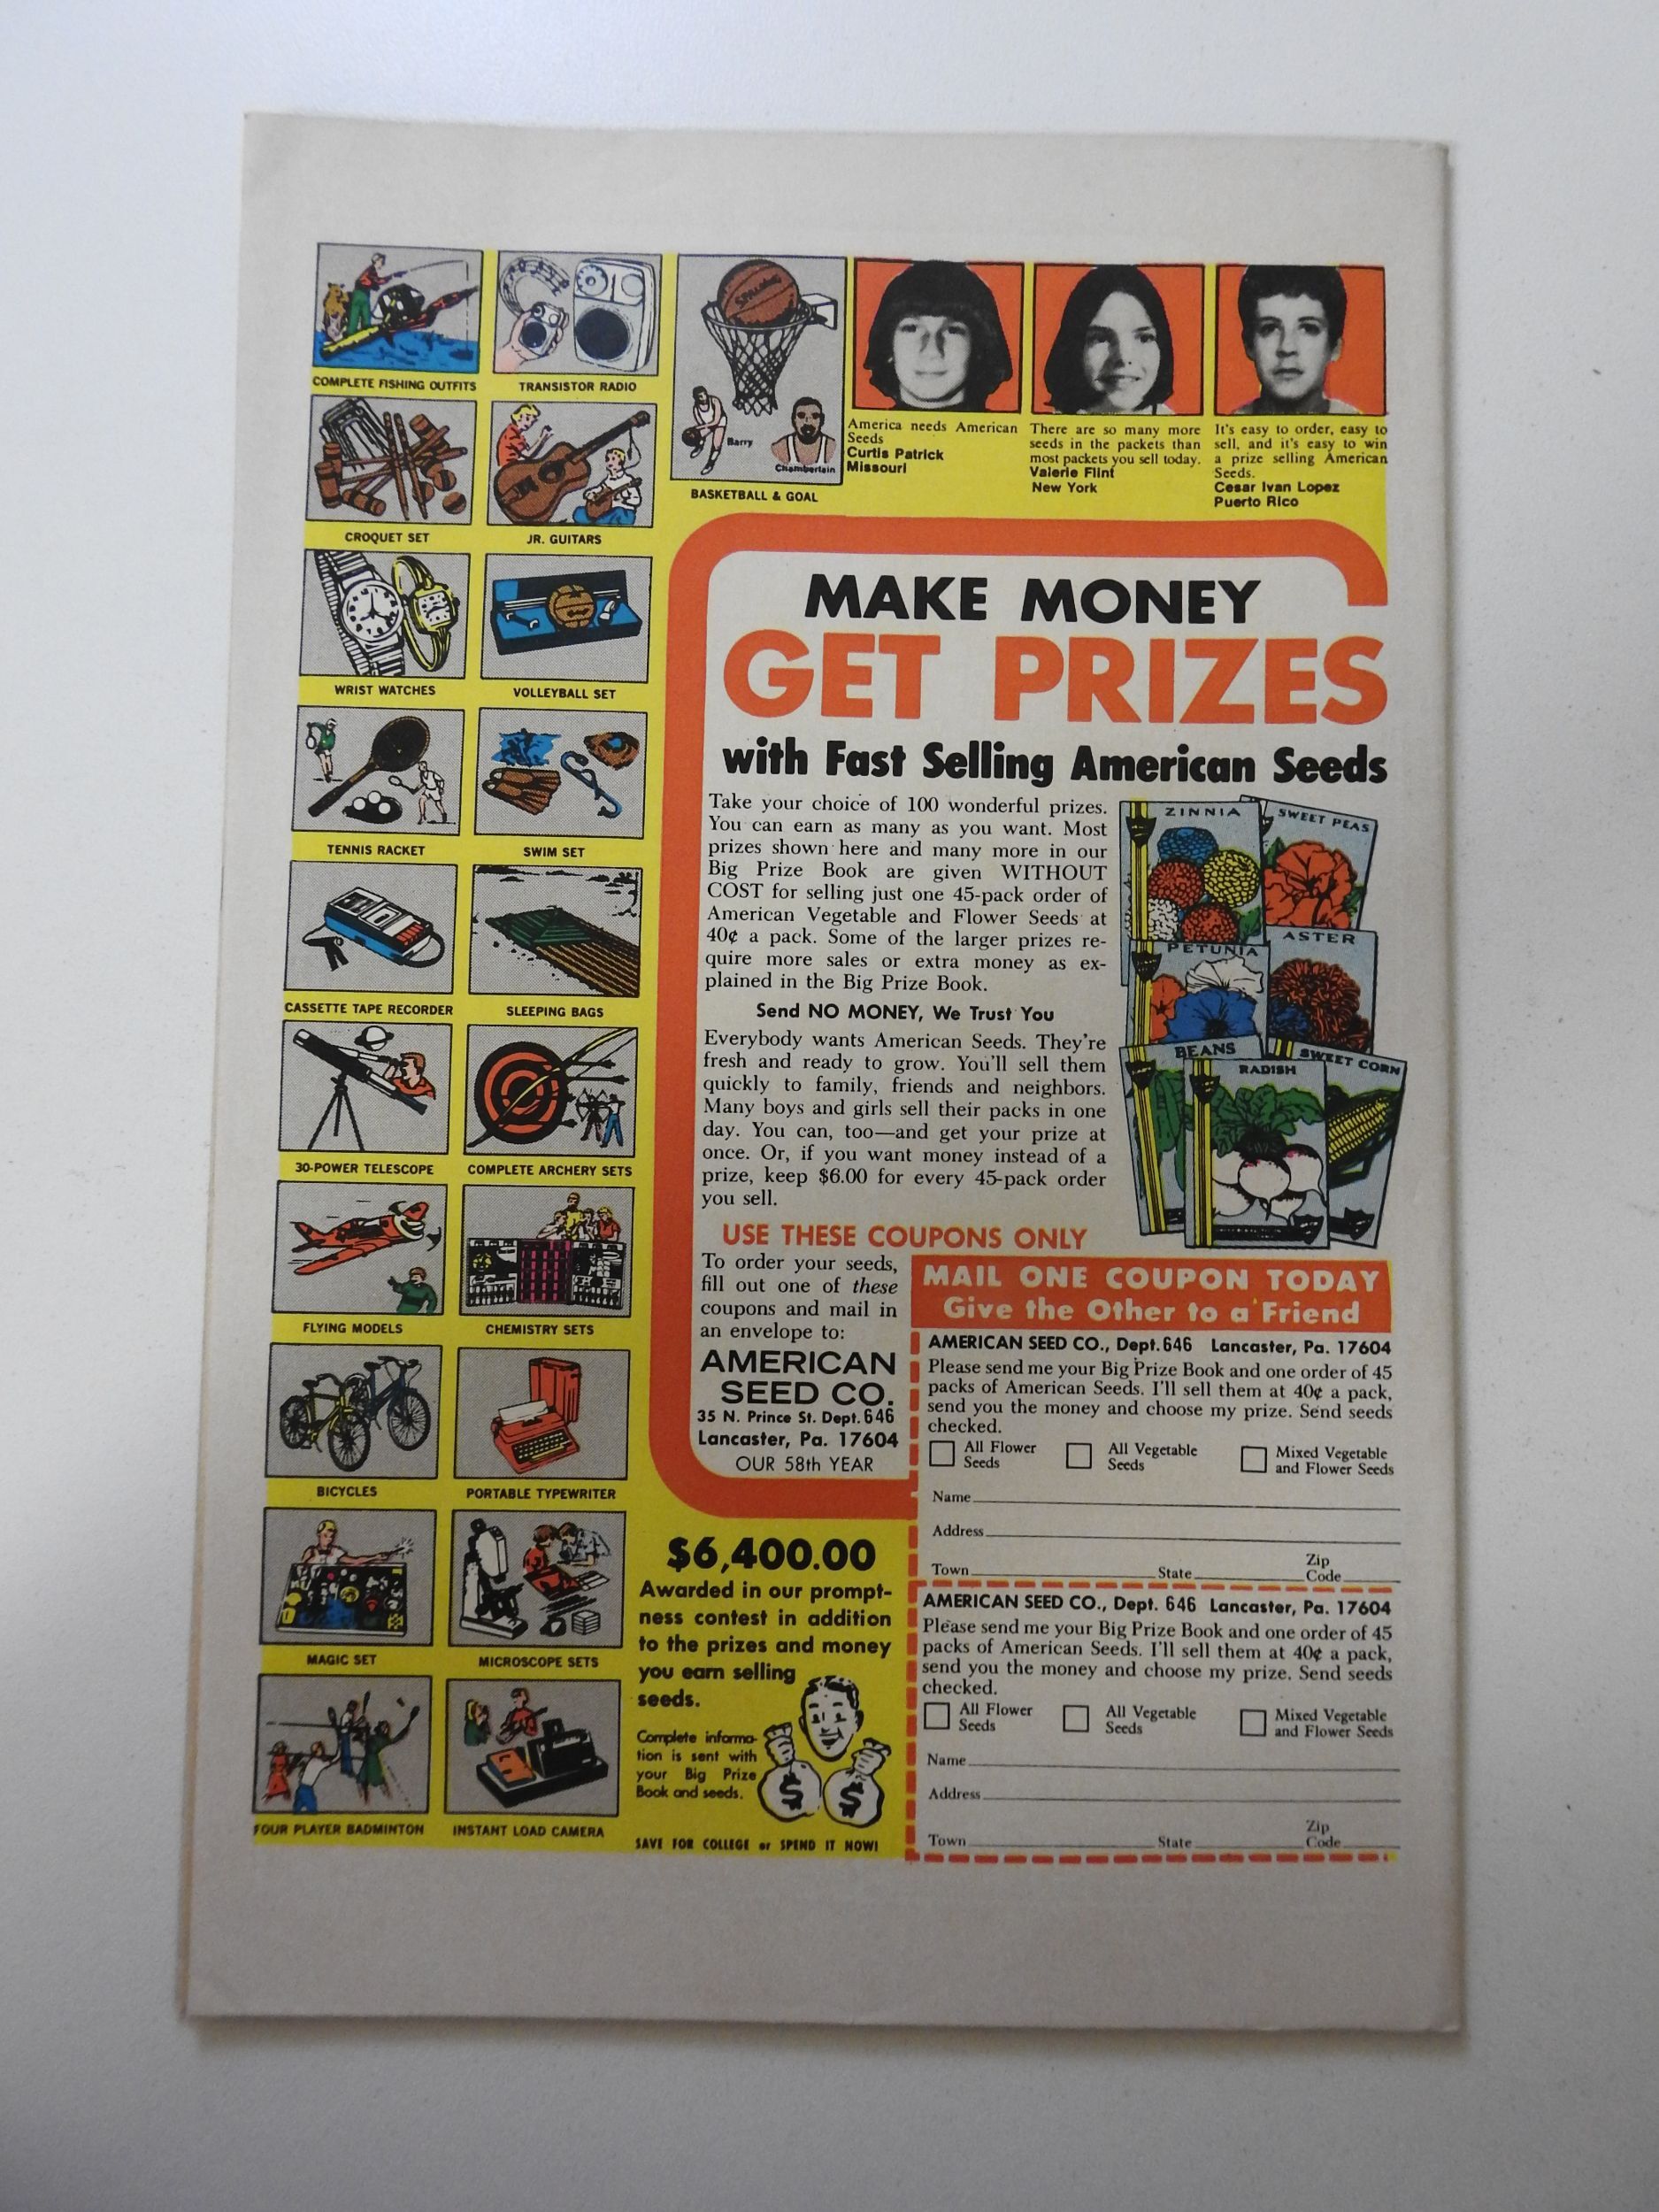 COMPLETE FISHING OUTFITS
TRANSISTOR RADIO
SPALDING
Barry
Chamberlain
BASKETBALL & GOAL
America needs American
Seeds
Curtis Patrick
Missouri
There are so many more
seeds in the packets than
most packets you sell today.
Valerie Flint
New York
It's easy to order, easy to
sell, and it's easy to win
a prize selling American
Seeds.
Cesar Ivan Lopez
Puerto Rico
CROQUET SET
JR. GUITARS
WRIST WATCHES
VOLLEYBALL SET
TENNIS RACKET
SWIM SET
CASSETTE TAPE RECORDER
SLEEPING BAGS
30-POWER TELESCOPE
COMPLETE ARCHERY SETS
FLYING MODELS
CHEMISTRY SETS
BICYCLES
PORTABLE TYPEWRITER
MAGIC SET
MICROSCOPE SETS
FOUR PLAYER BADMINTON
INSTANT LOAD CAMERA
MAKE MONEY
GET PRIZES
with Fast Selling American Seeds
Take your choice of 100 wonderful prizes.
You can earn as many as you want. Most
prizes shown here and many more in our
Big Prize Book are given WITHOUT
COST for selling just one 45-pack order of
American Vegetable and Flower Seeds at
40¢ a pack. Some of the larger prizes re-
quire more sales or extra money as ex-
plained in the Big Prize Book.
Send NO MONEY, We Trust You
Everybody wants American Seeds. They're
fresh and ready to grow. You'll sell them
quickly to family, friends and neighbors.
Many boys and girls sell their packs in one
day. You can, too—and get your prize at
once. Or, if you want money instead of a
prize, keep $6.00 for every 45-pack order
you sell.
ZINNIA
SWEET PEAS
PETUNIA
ASTER
BEANS
RADISH
SWEET CORN
USE THESE COUPONS ONLY
To order your seeds,
fill out one of these
coupons and mail in
an envelope to:
AMERICAN
SEED CO.
35 N. Prince St. Dept. 646
Lancaster, Pa. 17604
OUR 58th YEAR
$6,400.00
Awarded in our prompt-
ness contest in addition
to the prizes and money
you earn selling
seeds.
Complete informa-
tion is sent with
your Big Prize
Book and seeds.
$ $
SAVE FOR COLLEGE or SPEND IT NOW!
MAIL ONE COUPON TODAY
Give the Other to a Friend
AMERICAN SEED CO., Dept. 646 Lancaster, Pa. 17604
Please send me your Big Prize Book and one order of 45
packs of American Seeds. I'll sell them at 40¢ a pack,
send you the money and choose my prize. Send seeds
checked.
All Flower
Seeds
All Vegetable
Seeds
Mixed Vegetable
and Flower Seeds
Name
Address
Town State Zip
Code
AMERICAN SEED CO., Dept. 646 Lancaster, Pa. 17604
Please send me your Big Prize Book and one order of 45
packs of American Seeds. I'll sell them at 40¢ a pack,
send you the money and choose my prize. Send seeds
checked.
All Flower
Seeds
All Vegetable
Seeds
Mixed Vegetable
and Flower Seeds
Name
Address
Town State Zip
Code